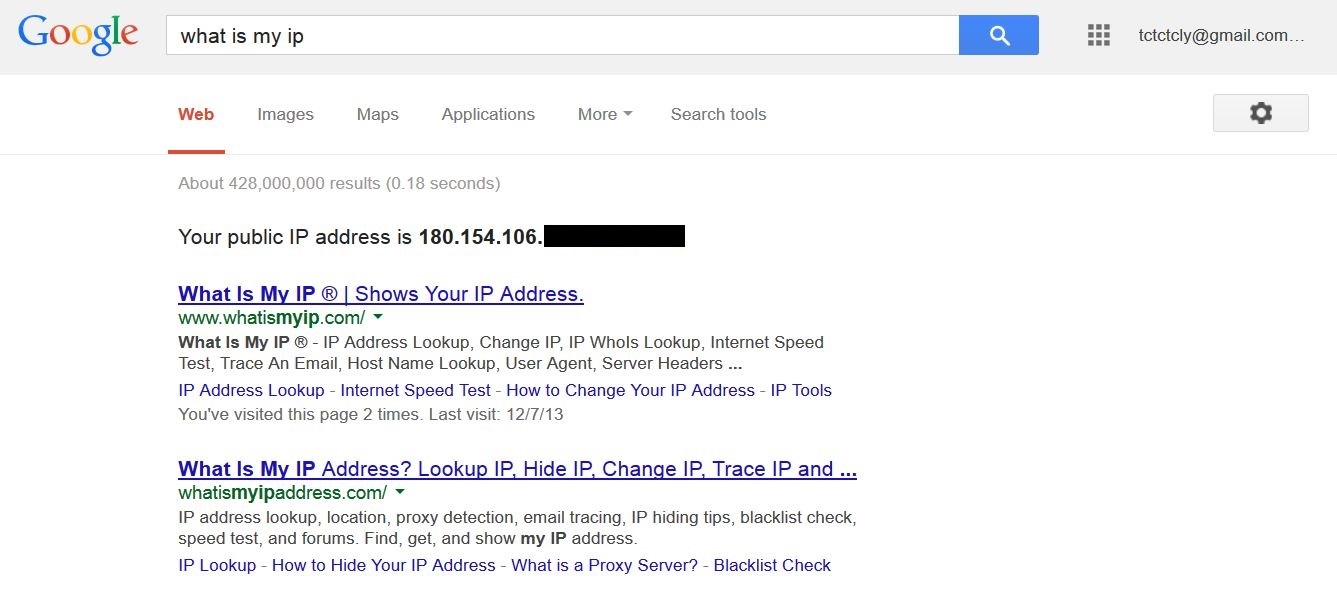 Google
what is my ip
tctctcly@gmail.com…
Web Images Maps Applications More Search tools
About 428,000,000 results (0.18 seconds)
Your public IP address is 180.154.106.
What Is My IP ® | Shows Your IP Address.
www.whatismyip.com/
What Is My IP ® - IP Address Lookup, Change IP, IP WhoIs Lookup, Internet Speed
Test, Trace An Email, Host Name Lookup, User Agent, Server Headers ...
IP Address Lookup - Internet Speed Test - How to Change Your IP Address - IP Tools
You've visited this page 2 times. Last visit: 12/7/13
What Is My IP Address? Lookup IP, Hide IP, Change IP, Trace IP and ...
whatismyipaddress.com/
IP address lookup, location, proxy detection, email tracing, IP hiding tips, blacklist check,
speed test, and forums. Find, get, and show my IP address.
IP Lookup - How to Hide Your IP Address - What is a Proxy Server? - Blacklist Check